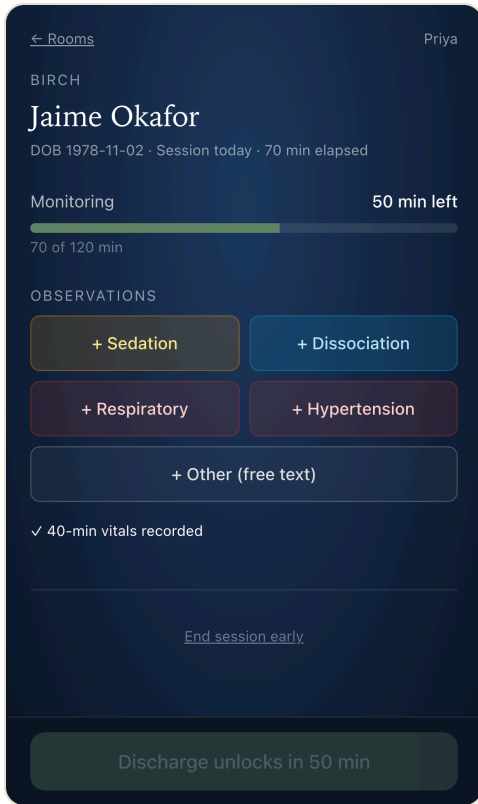 ← Rooms
Priya
BIRCH
Jaime Okafor
DOB 1978-11-02 · Session today · 70 min elapsed
Monitoring
50 min left
70 of 120 min
OBSERVATIONS
+ Sedation
+ Dissociation
+ Respiratory
+ Hypertension
+ Other (free text)
✓ 40-min vitals recorded
End session early
Discharge unlocks in 50 min